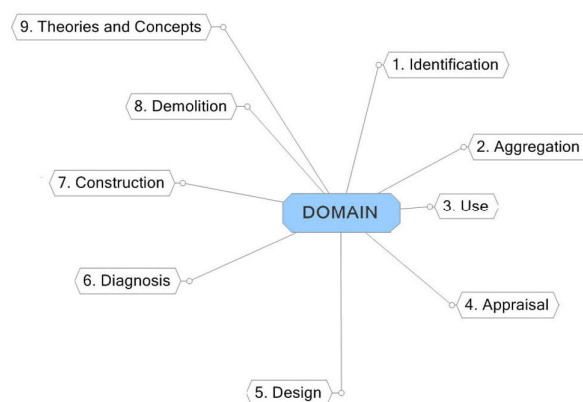 9. Theories and Concepts
1. Identification
8. Demolition
2. Aggregation
7. Construction
DOMAIN
3. Use
6. Diagnosis
4. Appraisal
5. Design